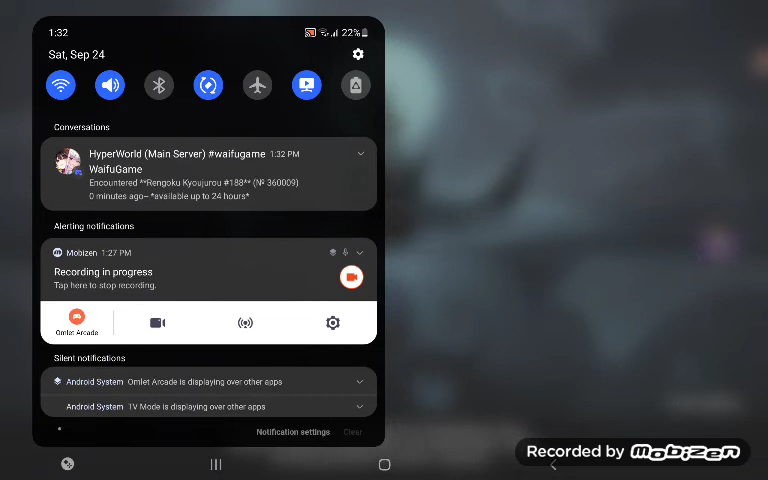 1:32
22%
Sat, Sep 24
Conversations
HyperWorld (Main Server) #waifugame 1:32 PM
WaifuGame
Encountered **Rengoku Kyoujurou #188** (№ 360009)
0 minutes ago~ *available up to 24 hours*
Alerting notifications
Mobizen 1:27 PM
Recording in progress
Tap here to stop recording.
Omlet Arcade
Silent notifications
Android System Omlet Arcade is displaying over other apps
Android System TV Mode is displaying over other apps
Notification settings Clear
Recorded by mobizen